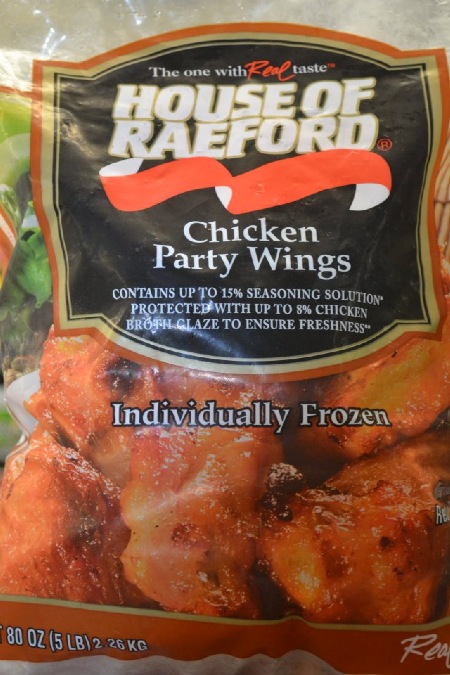 The one with Real taste™
HOUSE OF
RAEFORD®
Chicken
Party Wings
CONTAINS UP TO 15% SEASONING SOLUTION*
PROTECTED WITH UP TO 8% CHICKEN
BROTH GLAZE TO ENSURE FRESHNESS**
Individually Frozen
80 OZ (5 LB) 2.26 KG
Real